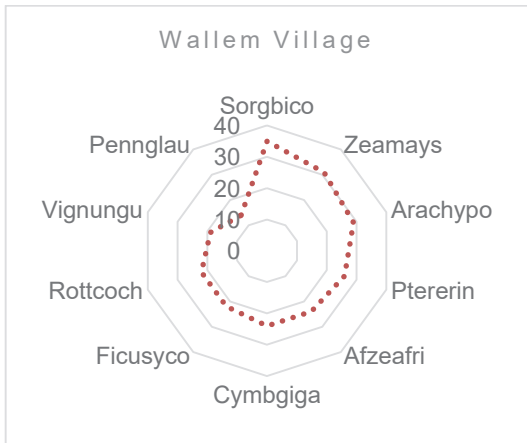 Wallem Village
Sorgbico
40
Pennglau
Zeamays
30
20
Vignungu
Arachypo
10
0
Rottcoch
Ptererin
Ficusyco
Afzeafri
Cymbgiga